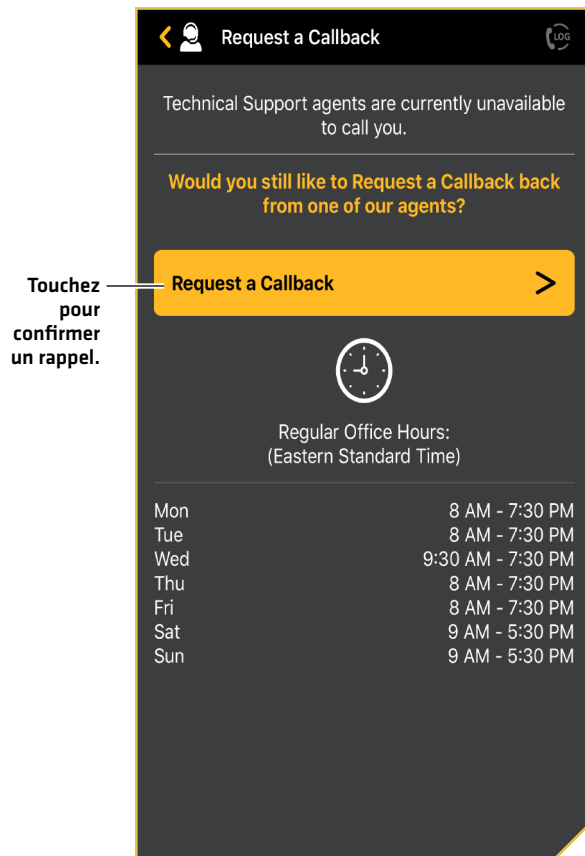 Request a Callback
LOG
Technical Support agents are currently unavailable
to call you.
Would you still like to Request a Callback back
from one of our agents?
Touchez
pour
confirmer
un rappel.
Request a Callback
Regular Office Hours:
(Eastern Standard Time)
Mon 8 AM - 7:30 PM
Tue 8 AM - 7:30 PM
Wed 9:30 AM - 7:30 PM
Thu 8 AM - 7:30 PM
Fri 8 AM - 7:30 PM
Sat 9 AM - 5:30 PM
Sun 9 AM - 5:30 PM